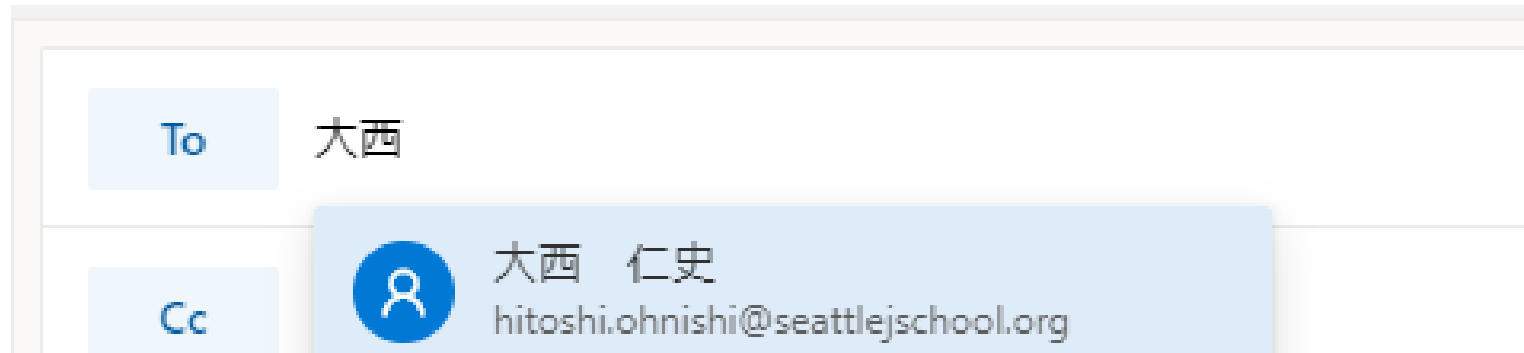 To 大西
大西　仁史
hitoshi.ohnishi@seattlejschool.org
Cc